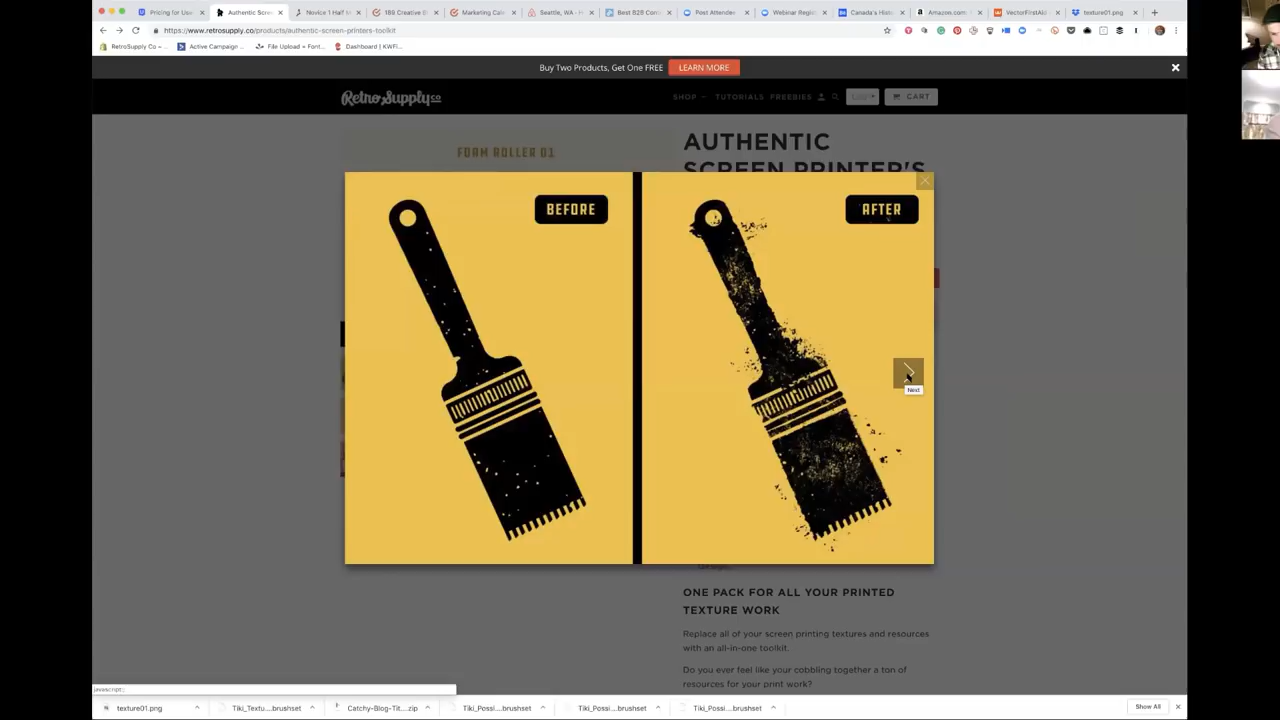 Pricing for Use
Authentic Scre
Novice 1 Half M
189 Creative B
Marketing Cale
Seattle, WA - H
Best B2B Con
Post Attendee
Webinar Regis
Canada's Histo
Amazon.com:
VectorFirstAid
texture01.png
https://www.retrosupply.co/products/authentic-screen-printers-toolkit
RetroSupply Co – ...
Active Campaign ...
File Upload + Font...
Dashboard | KWFi...
Buy Two Products, Get One FREE
LEARN MORE
RetroSupply Co
SHOP
TUTORIALS
FREEBIES
CART
FOAM ROLLER 01
AUTHENTIC
SCREEN PRINTER'S
BEFORE
AFTER
Next
ONE PACK FOR ALL YOUR PRINTED
TEXTURE WORK
Replace all of your screen printing textures and resources
with an all-in-one toolkit.
Do you ever feel like your cobbling together a ton of
resources for your print work?
javascript:
texture01.png
Tiki_Textu....brushset
Catchy-Blog-Tit....zip
Tiki_Possi....brushset
Tiki_Possi....brushset
Tiki_Possi....brushset
Show All